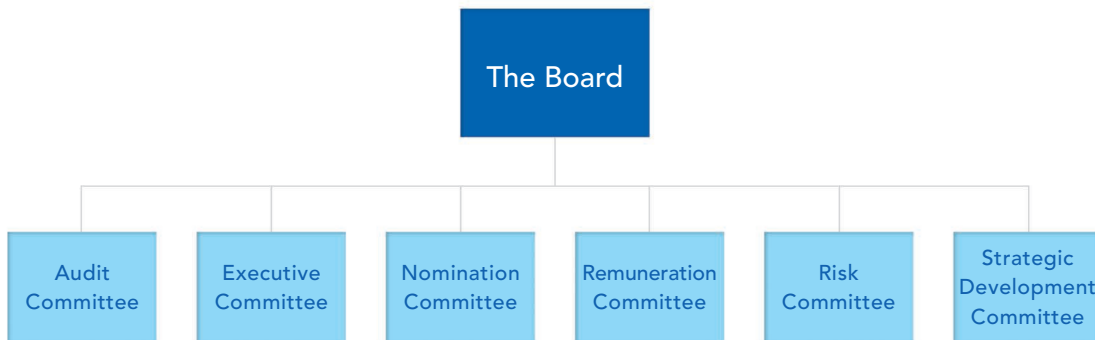 The Board
Audit
Committee
Executive
Committee
Nomination
Committee
Remuneration
Committee
Risk
Committee
Strategic
Development
Committee